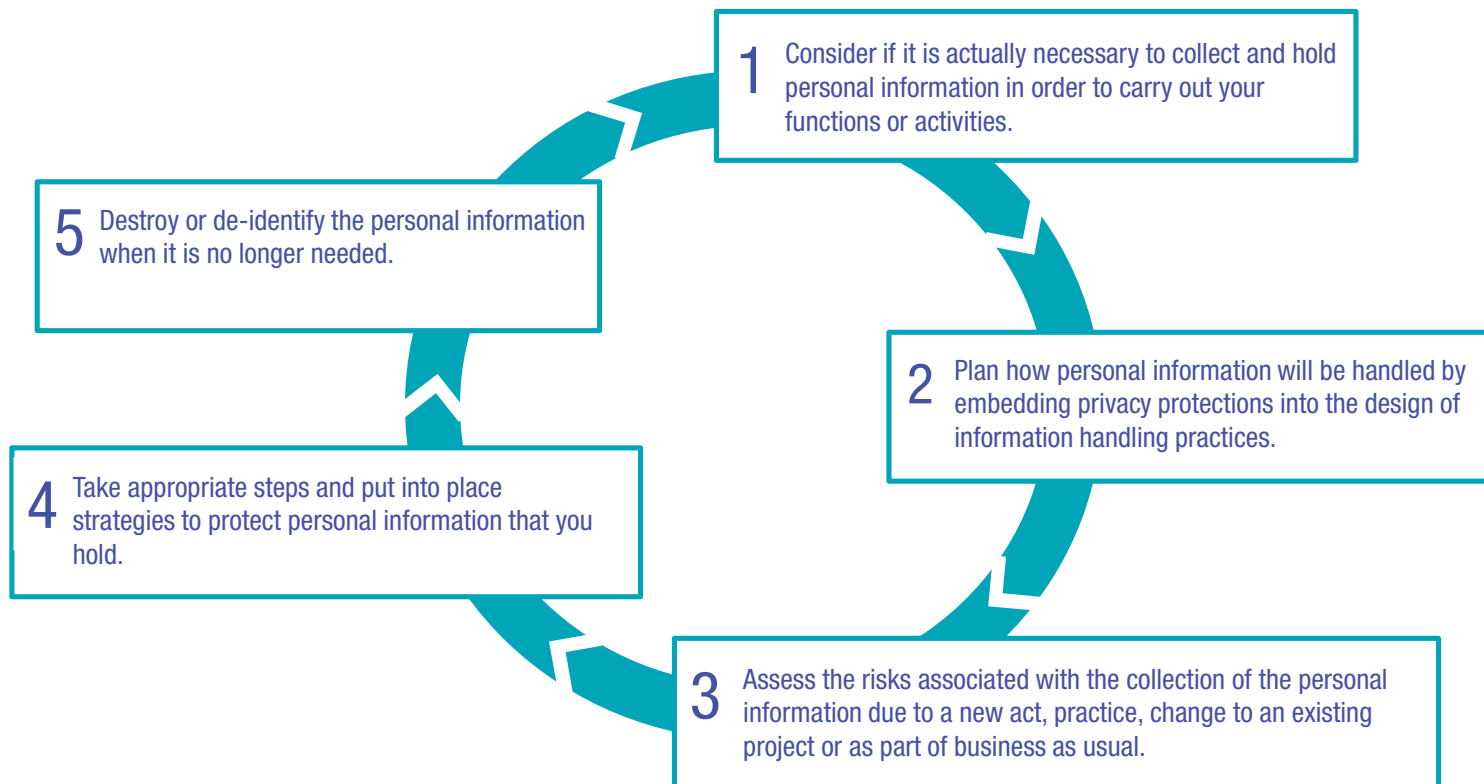 1
Consider if it is actually necessary to collect and hold
personal information in order to carry out your
functions or activities.
2
Plan how personal information will be handled by
embedding privacy protections into the design of
information handling practices.
3
Assess the risks associated with the collection of the personal
information due to a new act, practice, change to an existing
project or as part of business as usual.
4
Take appropriate steps and put into place
strategies to protect personal information that you
hold.
5
Destroy or de-identify the personal information
when it is no longer needed.